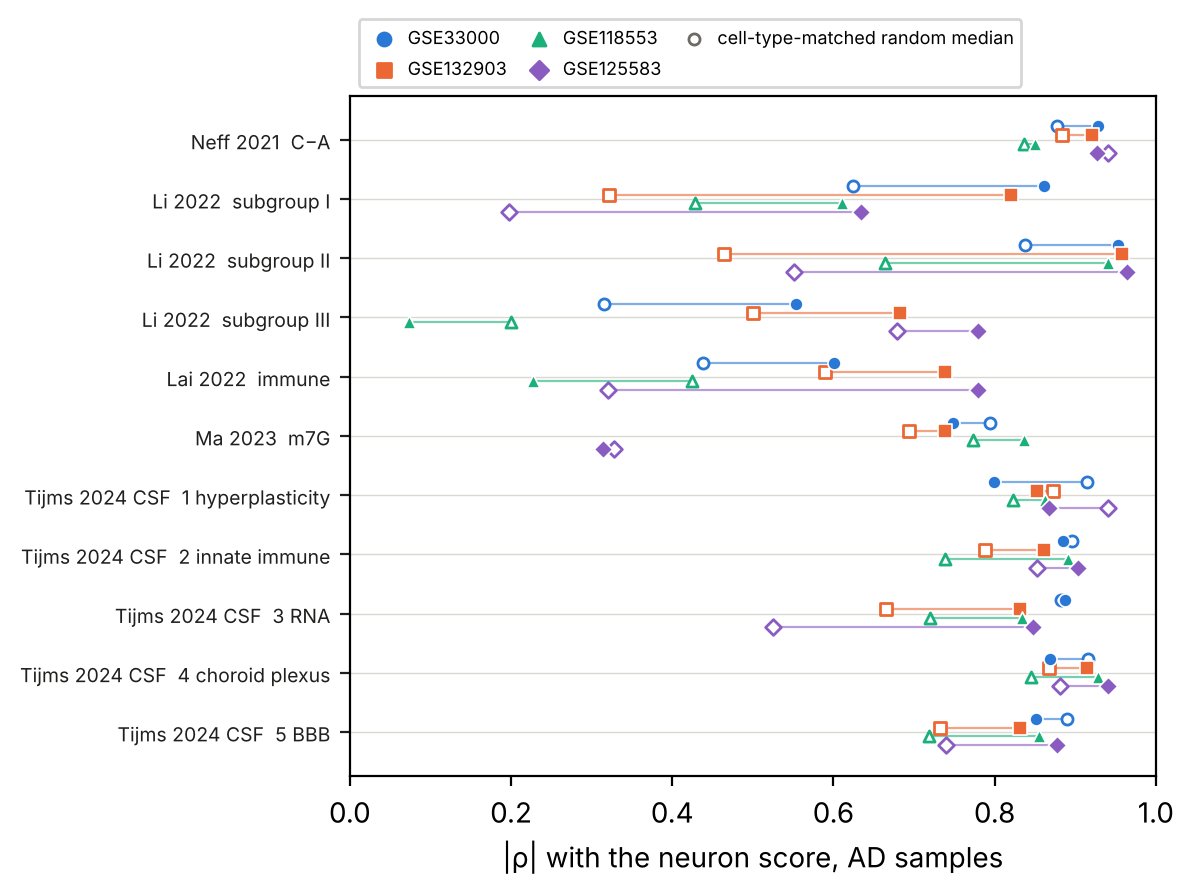 GSE33000 GSE118553 cell-type-matched random median
GSE132903 GSE125583
Neff 2021 C−A
Li 2022 subgroup I
Li 2022 subgroup II
Li 2022 subgroup III
Lai 2022 immune
Ma 2023 m7G
Tijms 2024 CSF 1 hyperplasticity
Tijms 2024 CSF 2 innate immune
Tijms 2024 CSF 3 RNA
Tijms 2024 CSF 4 choroid plexus
Tijms 2024 CSF 5 BBB
0.0 0.2 0.4 0.6 0.8 1.0
|ρ| with the neuron score, AD samples